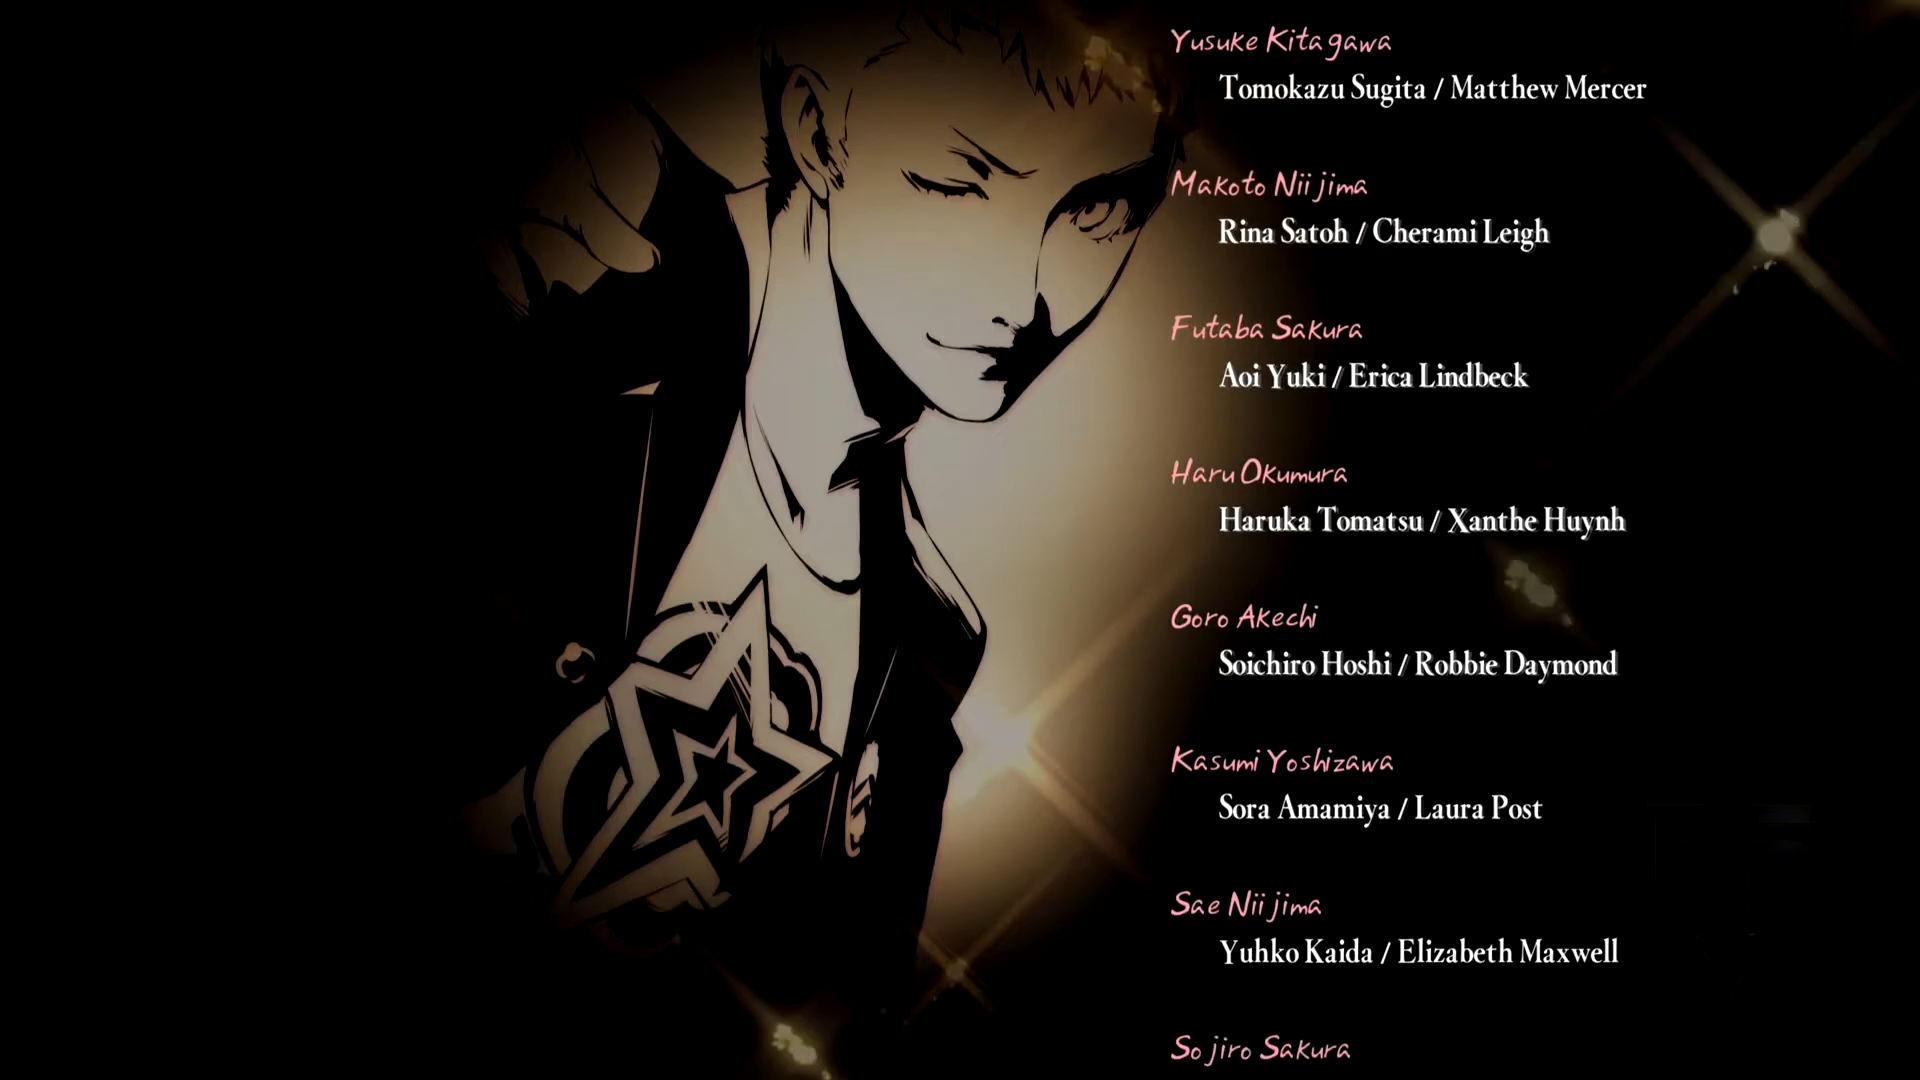 Yusuke Kitagawa
Tomokazu Sugita / Matthew Mercer
Makoto Niijima
Rina Satoh / Cherami Leigh
Futaba Sakura
Aoi Yuki / Erica Lindbeck
Haru Okumura
Haruka Tomatsu / Xanthe Huynh
Goro Akechi
Soichiro Hoshi / Robbie Daymond
Kasumi Yoshizawa
Sora Amamiya / Laura Post
Sae Niijima
Yuhko Kaida / Elizabeth Maxwell
Sojiro Sakura